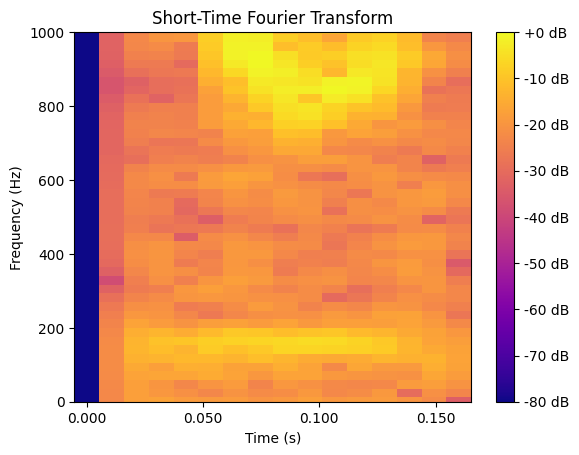 Short-Time Fourier Transform
1000
800
600
400
200
0
Frequency (Hz)
0.000
0.050
0.100
0.150
Time (s)
+0 dB
-10 dB
-20 dB
-30 dB
-40 dB
-50 dB
-60 dB
-70 dB
-80 dB